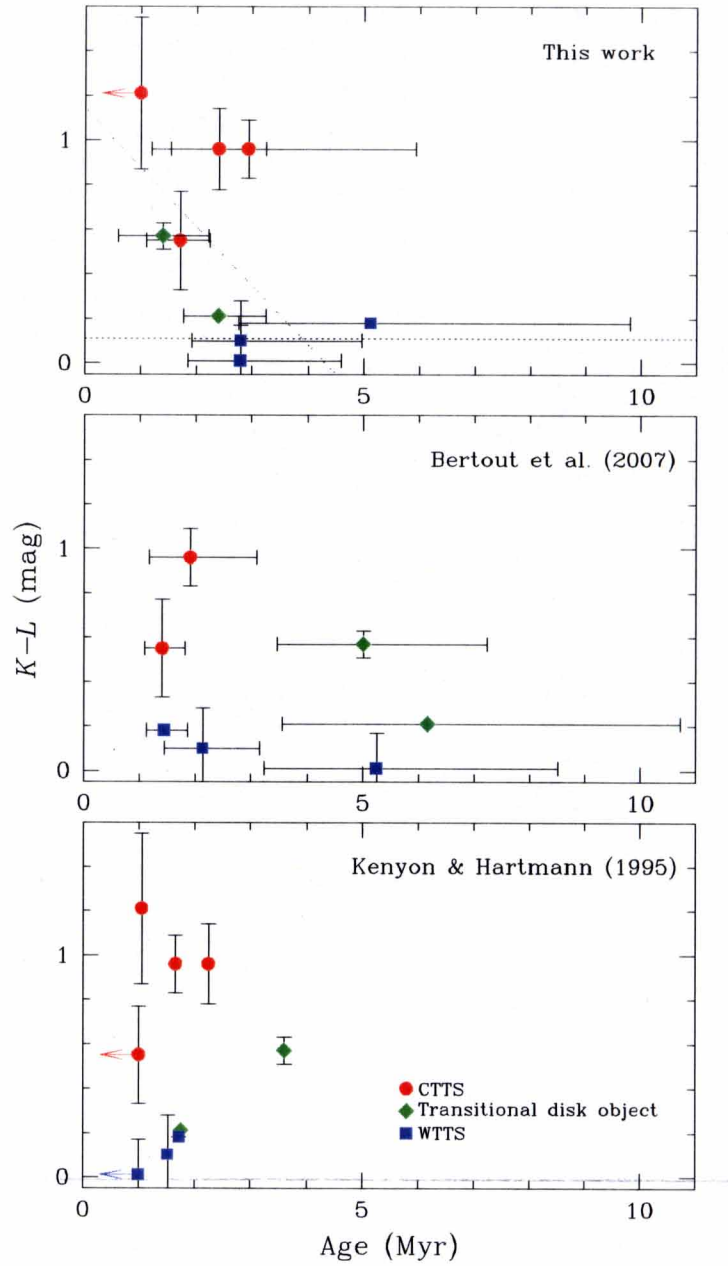 This work
1
0
0
5
10
Bertout et al. (2007)
1
0
0
5
10
K−L (mag)
Kenyon & Hartmann (1995)
1
0
CTTS
Transitional disk object
WTTS
0
5
10
Age (Myr)